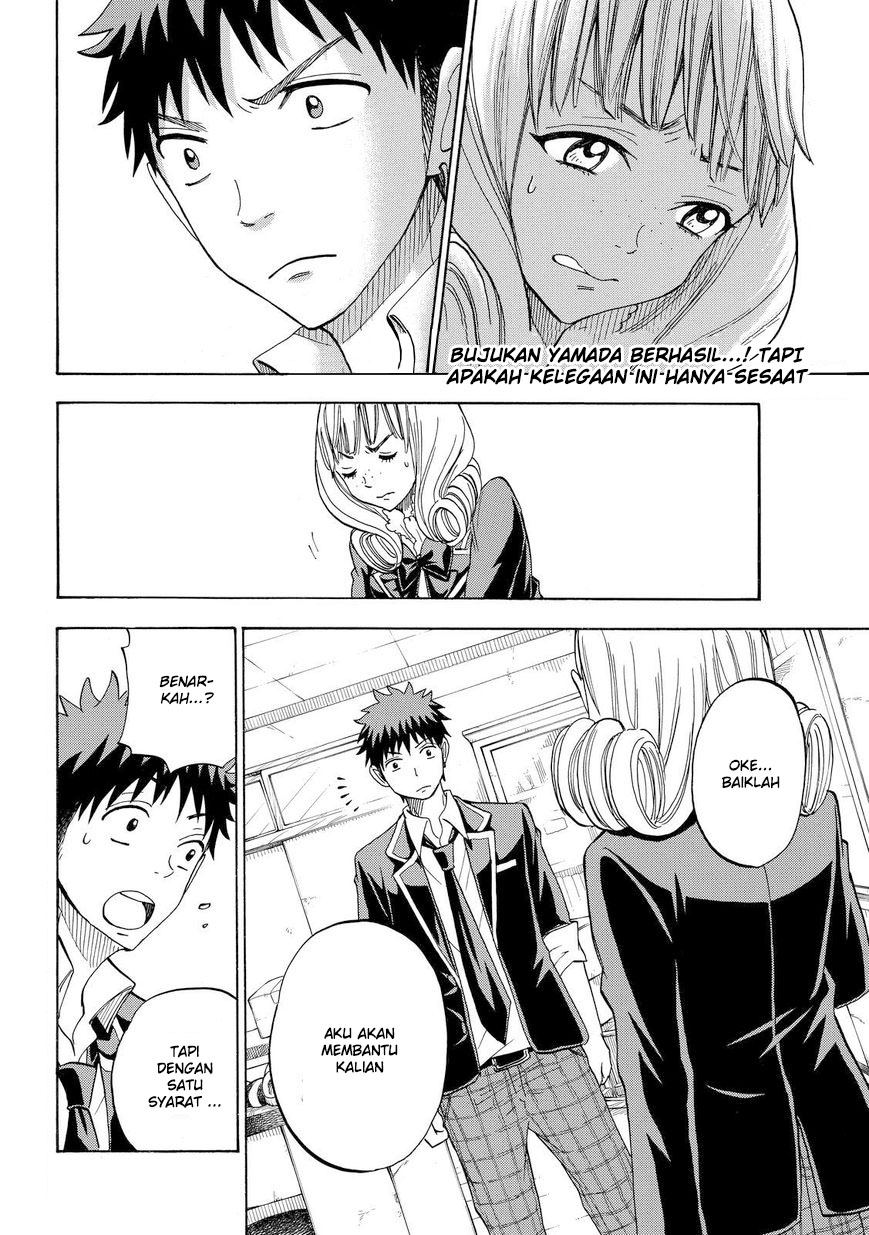 BUJUKAN YAMADA BERHASIL...! TAPI
APAKAH KELEGAAN INI HANYA SESAAT
OKE...
BAIKLAH
AKU AKAN
MEMBANTU
KALIAN
BENAR-
KAH...?
TAPI
DENGAN
SATU
SYARAT ...